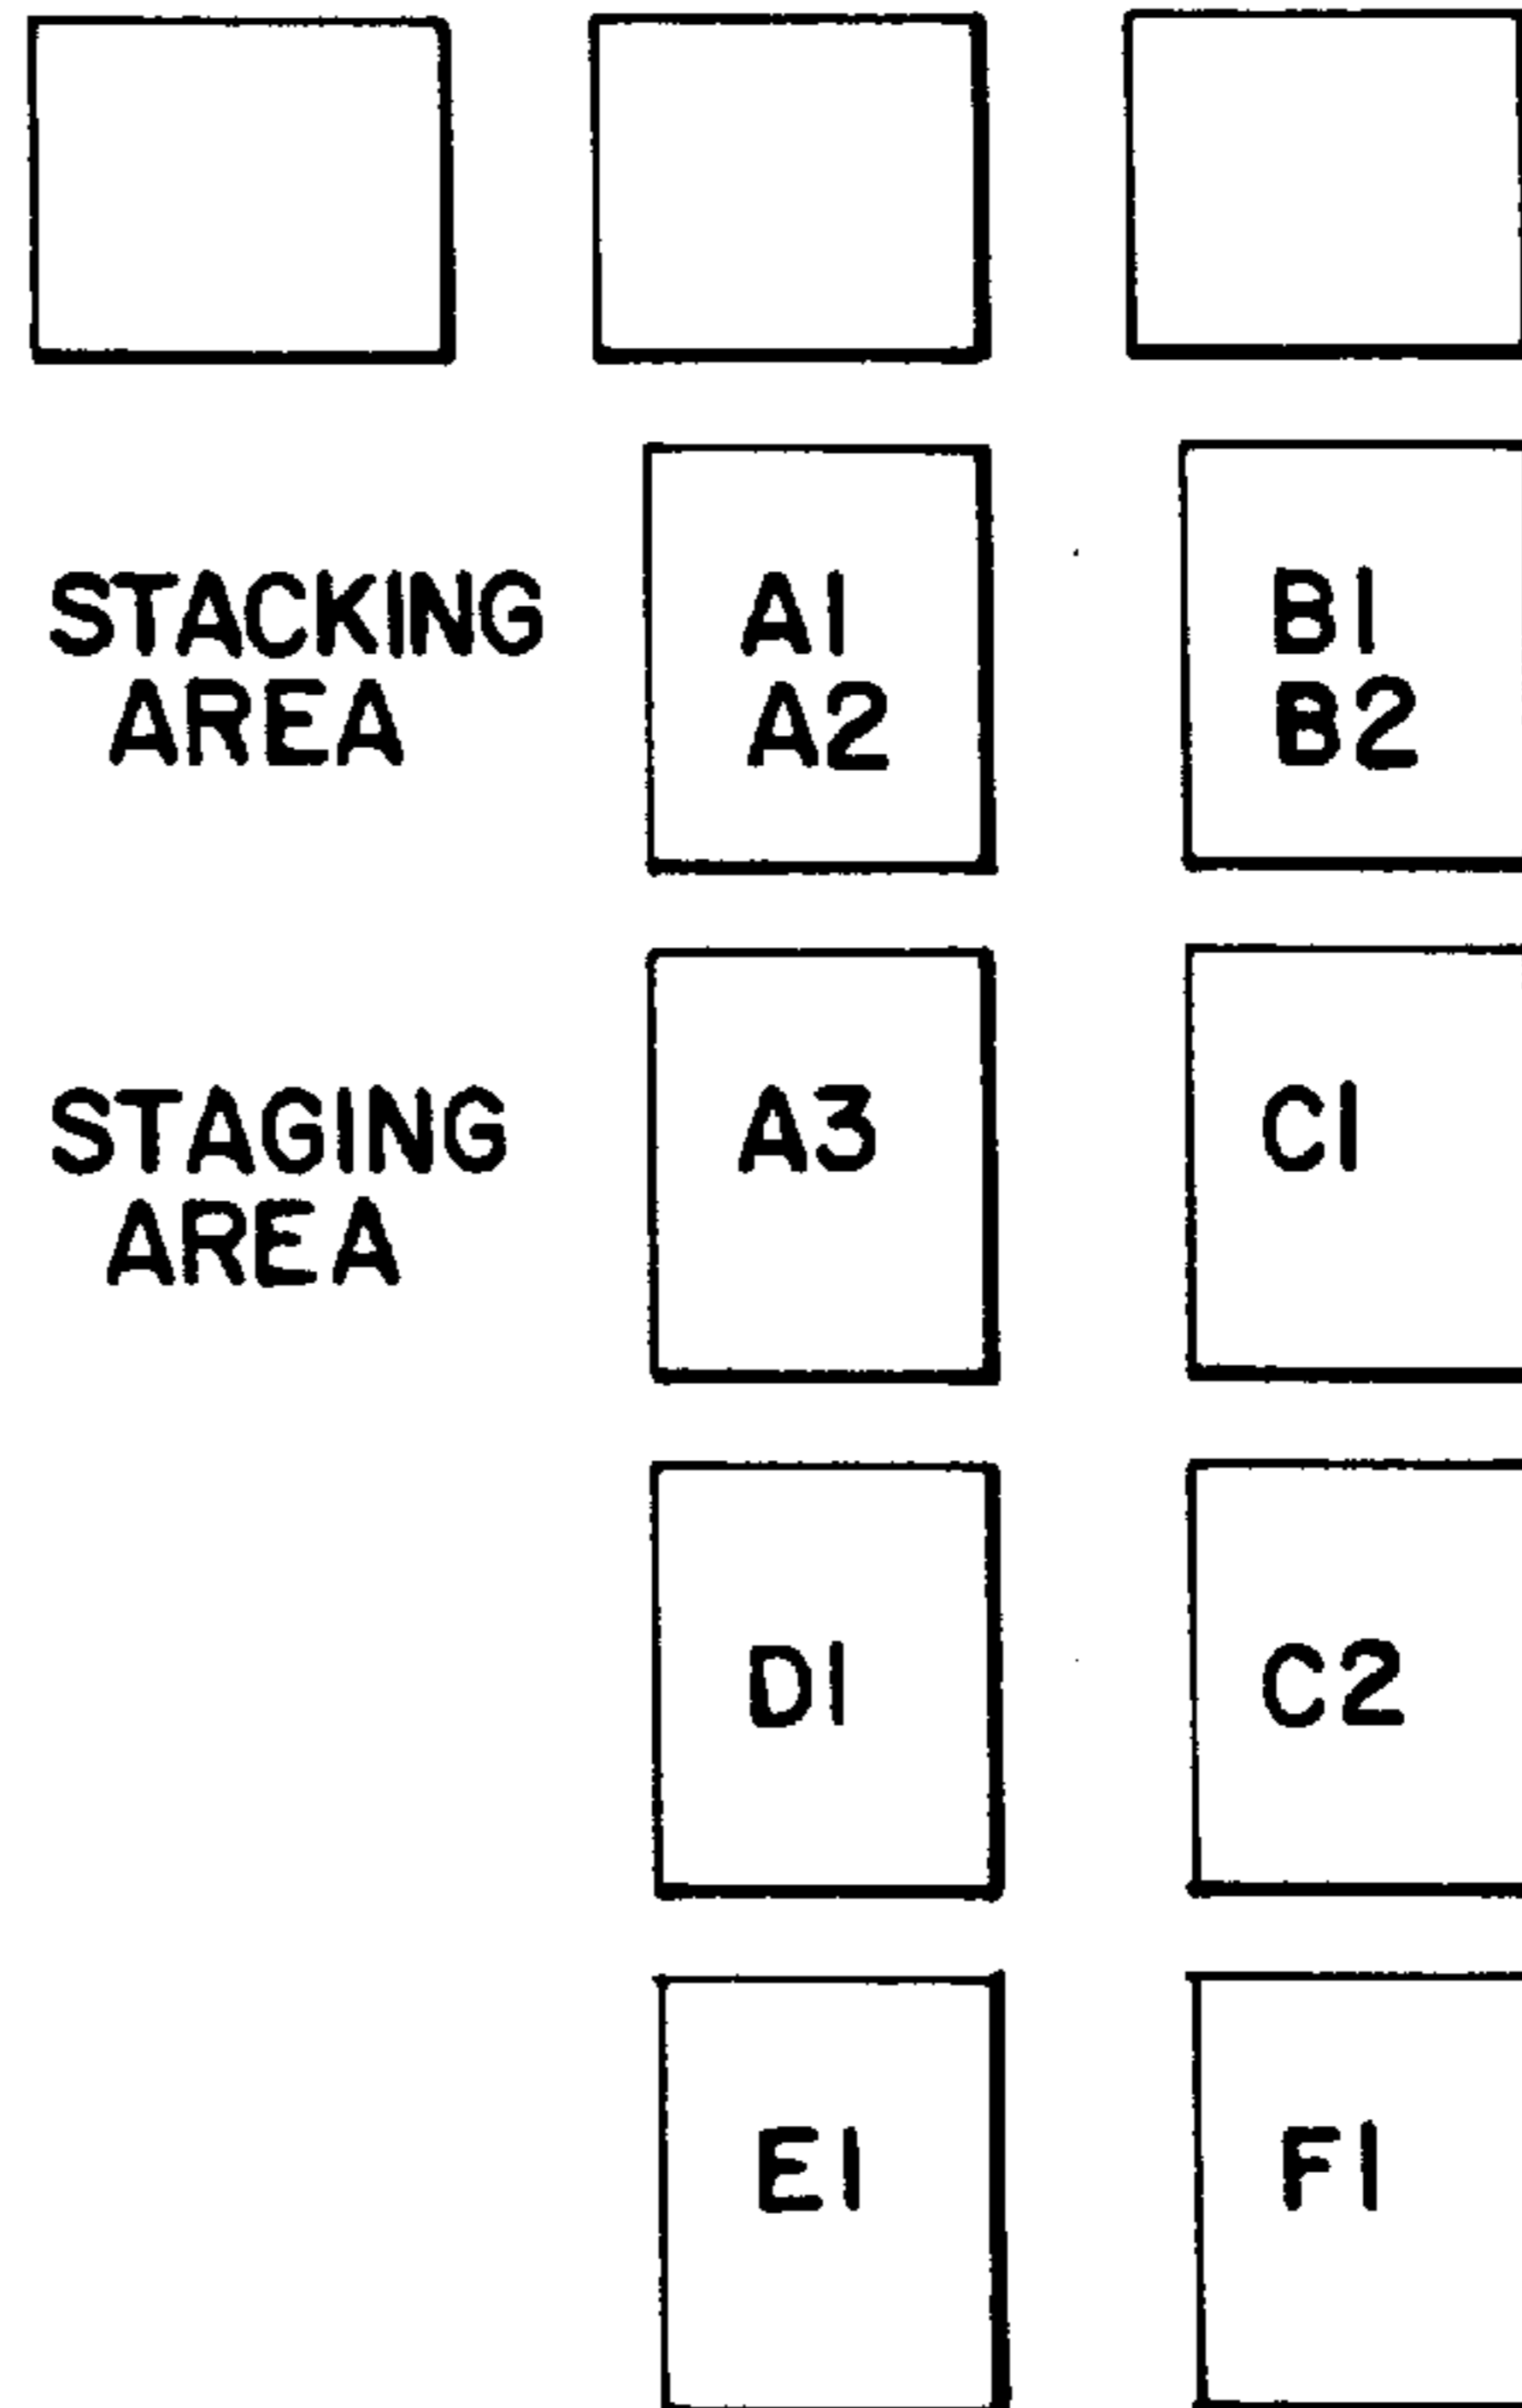 STACKING A1 B1
AREA A2 B2
STAGING A3 C1
AREA
D1 C2
E1 F1